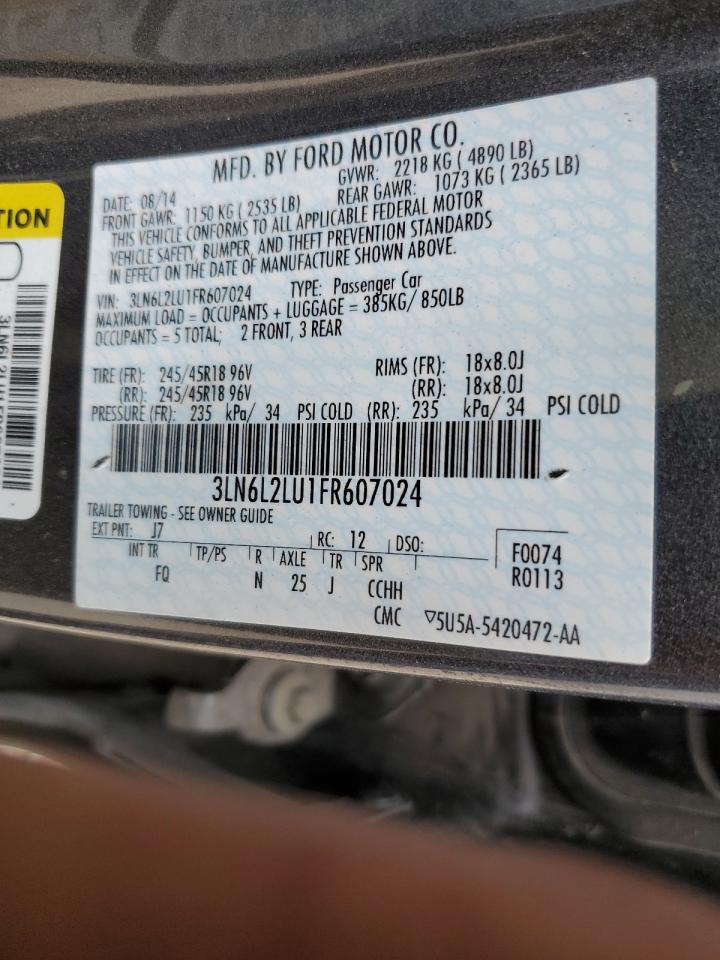 MFD. BY FORD MOTOR CO.
DATE: 08/14 GVWR: 2218 KG ( 4890 LB)
FRONT GAWR: 1150 KG ( 2535 LB) REAR GAWR: 1073 KG ( 2365 LB)
THIS VEHICLE CONFORMS TO ALL APPLICABLE FEDERAL MOTOR
VEHICLE SAFETY, BUMPER, AND THEFT PREVENTION STANDARDS
IN EFFECT ON THE DATE OF MANUFACTURE SHOWN ABOVE.
VIN: 3LN6L2LU1FR607024 TYPE: Passenger Car
MAXIMUM LOAD = OCCUPANTS + LUGGAGE = 385KG/ 850LB
OCCUPANTS = 5 TOTAL; 2 FRONT, 3 REAR
TIRE (FR): 245/45R18 96V RIMS (FR): 18x8.0J
(RR): 245/45R18 96V (RR): 18x8.0J
PRESSURE (FR): 235 kPa/ 34 PSI COLD (RR): 235 kPa/ 34 PSI COLD
3LN6L2LU1FR607024
TRAILER TOWING - SEE OWNER GUIDE
EXT PNT: J7 RC: 12 DSO: F0074
INT TR TP/PS R AXLE TR SPR R0113
FQ N 25 J CCHH
CMC ▽5U5A-5420472-AA